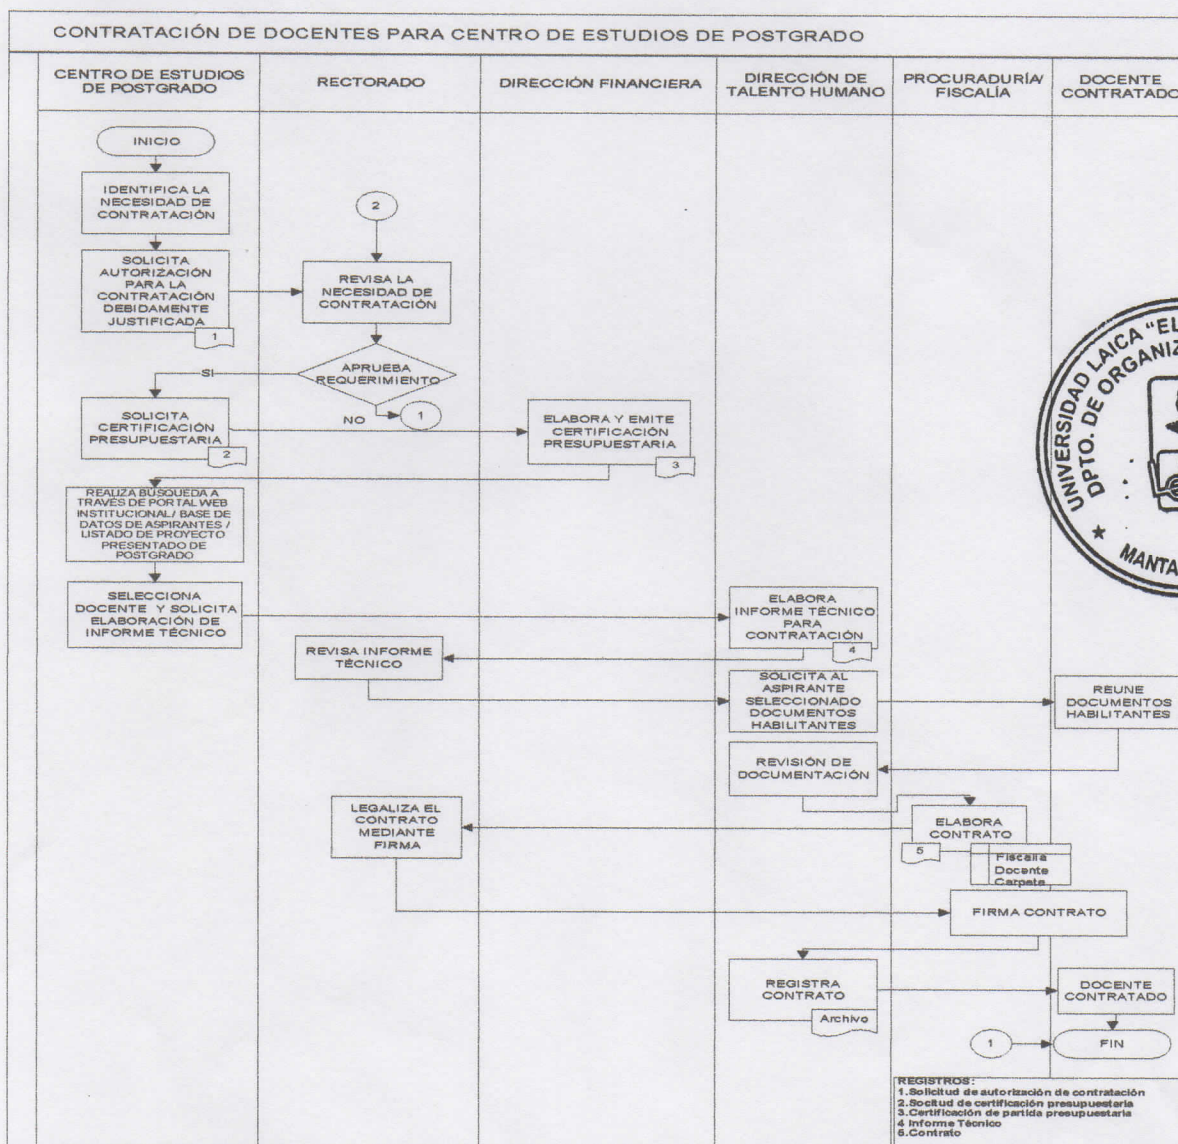 CONTRATACIÓN DE DOCENTES PARA CENTRO DE ESTUDIOS DE POSTGRADO
CENTRO DE ESTUDIOS
DE POSTGRADO
RECTORADO
DIRECCIÓN FINANCIERA
DIRECCIÓN DE
TALENTO HUMANO
PROCURADURÍA/
FISCALÍA
DOCENTE
CONTRATADO
INICIO
IDENTIFICA LA
NECESIDAD DE
CONTRATACIÓN
2
SOLICITA
AUTORIZACIÓN
PARA LA
CONTRATACIÓN
DEBIDAMENTE
JUSTIFICADA
1
REVISA LA
NECESIDAD DE
CONTRATACIÓN
APRUEBA
REQUERIMIENTO
SI
NO
1
SOLICITA
CERTIFICACIÓN
PRESUPUESTARIA
2
ELABORA Y EMITE
CERTIFICACIÓN
PRESUPUESTARIA
3
REALIZA BÚSQUEDA A
TRAVÉS DE PORTAL WEB
INSTITUCIONAL/ BASE DE
DATOS DE ASPIRANTES /
LISTADO DE PROYECTO
PRESENTADO DE
POSTGRADO
SELECCIONA
DOCENTE Y SOLICITA
ELABORACIÓN DE
INFORME TÉCNICO
ELABORA
INFORME TÉCNICO
PARA
CONTRATACIÓN
4
REVISA INFORME
TÉCNICO
SOLICITA AL
ASPIRANTE
SELECCIONADO
DOCUMENTOS
HABILITANTES
REUNE
DOCUMENTOS
HABILITANTES
REVISIÓN DE
DOCUMENTACIÓN
LEGALIZA EL
CONTRATO
MEDIANTE
FIRMA
ELABORA
CONTRATO
5
Fiscalía
Docente
Carpeta
FIRMA CONTRATO
REGISTRA
CONTRATO
Archivo
DOCENTE
CONTRATADO
1
FIN
REGISTROS:
1.Solicitud de autorización de contratación
2.Socitud de certificación presupuestaria
3.Certificación de partida presupuestaria
4 Informe Técnico
5.Contrato
UNIVERSIDAD LAICA "EL
DPTO. DE ORGANIZ
MANTA